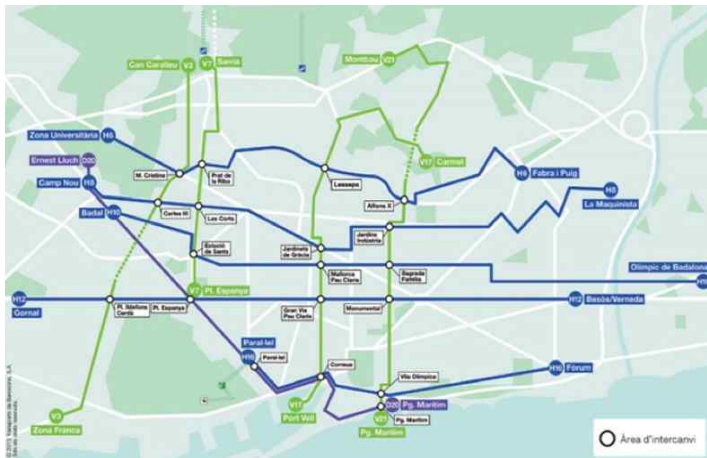 Can Caralleu
V3
V7
Sarrià
Montbau
V21
Zona Universitària
H6
Ernest Lluch
D20
Camp Nou
H8
Badal
H10
M. Cristina
Prat de
la Riba
Lesseps
V17
Carmel
Alfons X
H6
Fabra i Puig
H8
La Maquinista
Carles III
Les Corts
Estació
de Sants
Jardinets
de Gràcia
Jardins
Indústria
Mallorca
Pau Claris
Sagrada
Família
Olímpic de Badalona
H10
V7
Pl. Espanya
H12
Gornal
Pl. Ildefons
Cerdà
Pl. Espanya
Gran Via
Pau Claris
Monumental
H12
Besòs/Verneda
Paral·lel
H16
Paral·lel
Correus
Vila Olímpica
H16
Fòrum
V3
Zona Franca
V17
Port Vell
D20
Pg. Marítim
V21
Pg. Marítim
Pg. Marítim
Àrea d'intercanvi